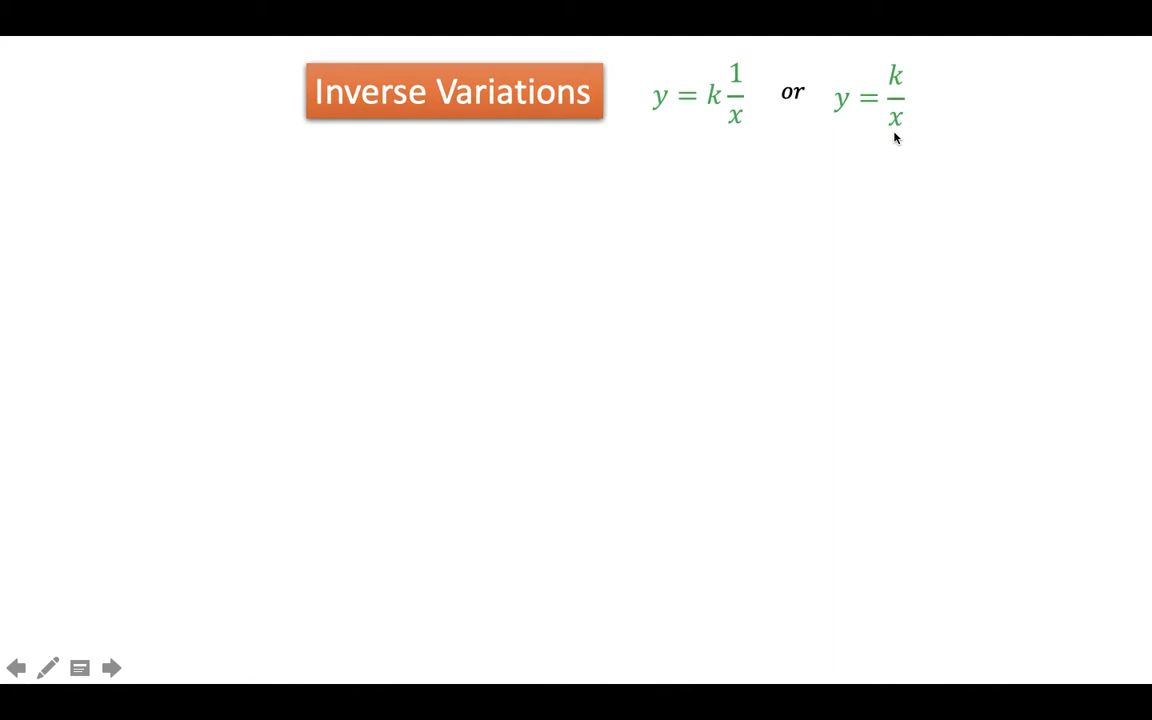 Inverse Variations y = k 1/x or y = k/x